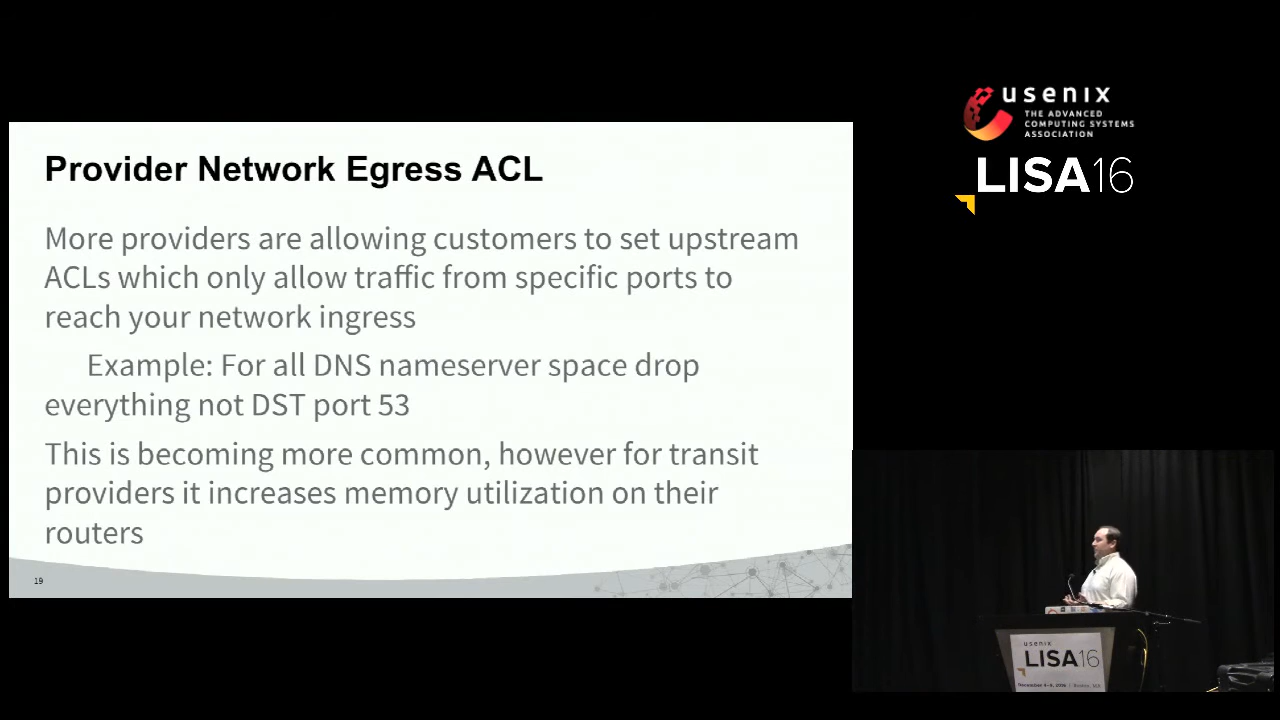 usenix
THE ADVANCED
COMPUTING SYSTEMS
ASSOCIATION
LISA16
Provider Network Egress ACL
More providers are allowing customers to set upstream
ACLs which only allow traffic from specific ports to
reach your network ingress
Example: For all DNS nameserver space drop
everything not DST port 53
This is becoming more common, however for transit
providers it increases memory utilization on their
routers
19
usenix
LISA16